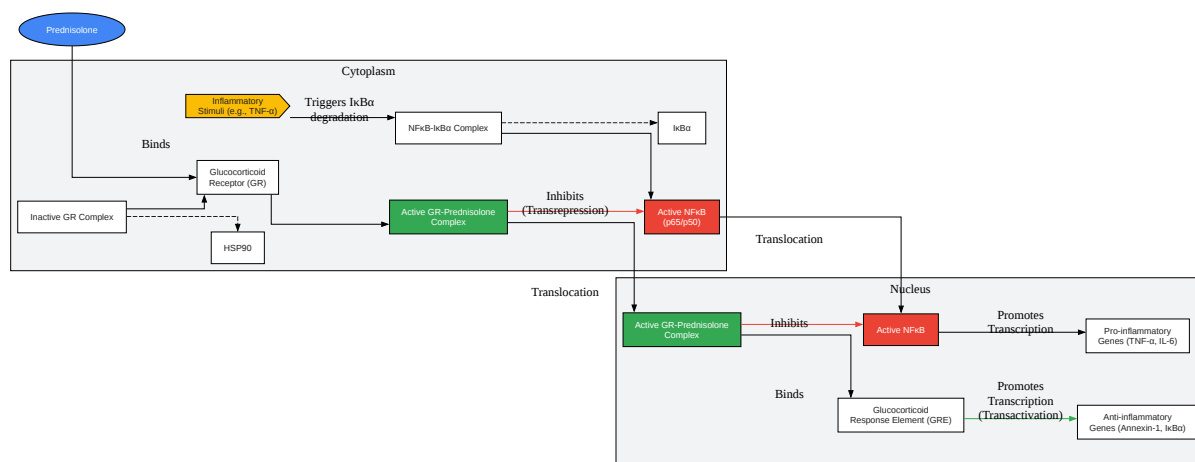 Prednisolone
Cytoplasm
Inflammatory
Stimuli (e.g., TNF-α)
Triggers IκBα
degradation
NFκB-IκBα Complex
IκBα
Binds
Glucocorticoid
Receptor (GR)
Inactive GR Complex
HSP90
Active GR-Prednisolone
Complex
Inhibits
(Transrepression)
Active NFκB
(p65/p50)
Translocation
Translocation
Nucleus
Active GR-Prednisolone
Complex
Inhibits
Active NFκB
Promotes
Transcription
Pro-inflammatory
Genes (TNF-α, IL-6)
Binds
Glucocorticoid
Response Element (GRE)
Promotes
Transcription
(Transactivation)
Anti-inflammatory
Genes (Annexin-1, IκBα)